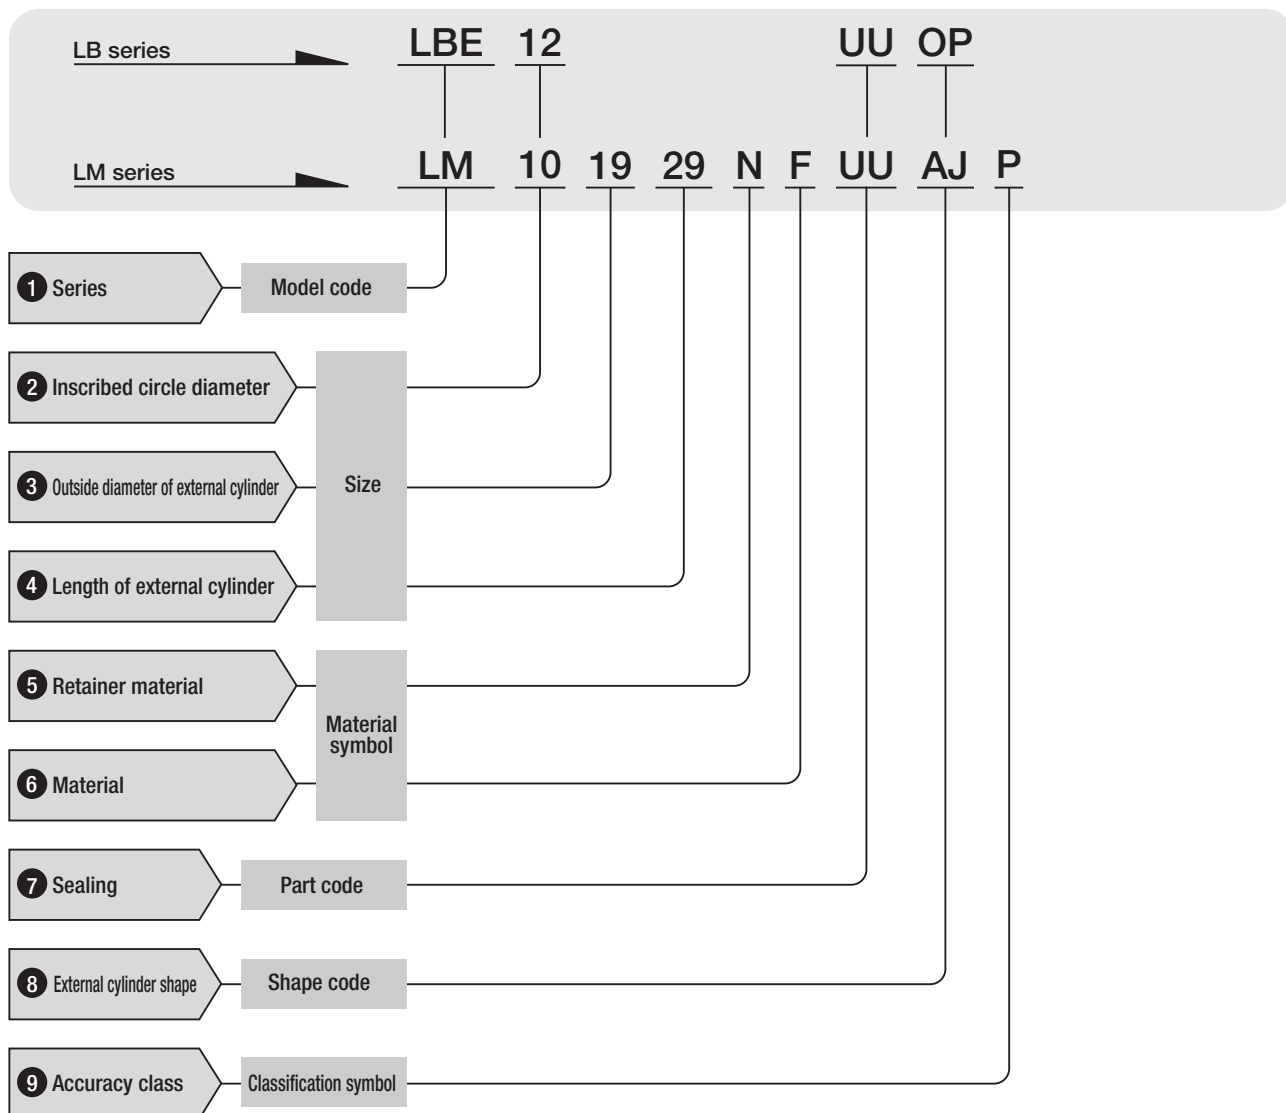 LB series LBE 12 UU OP
LM series LM 10 19 29 N F UU AJ P
1 Series Model code
2 Inscribed circle diameter
3 Outside diameter of external cylinder Size
4 Length of external cylinder
5 Retainer material
Material
symbol
6 Material
7 Sealing Part code
8 External cylinder shape Shape code
9 Accuracy class Classification symbol